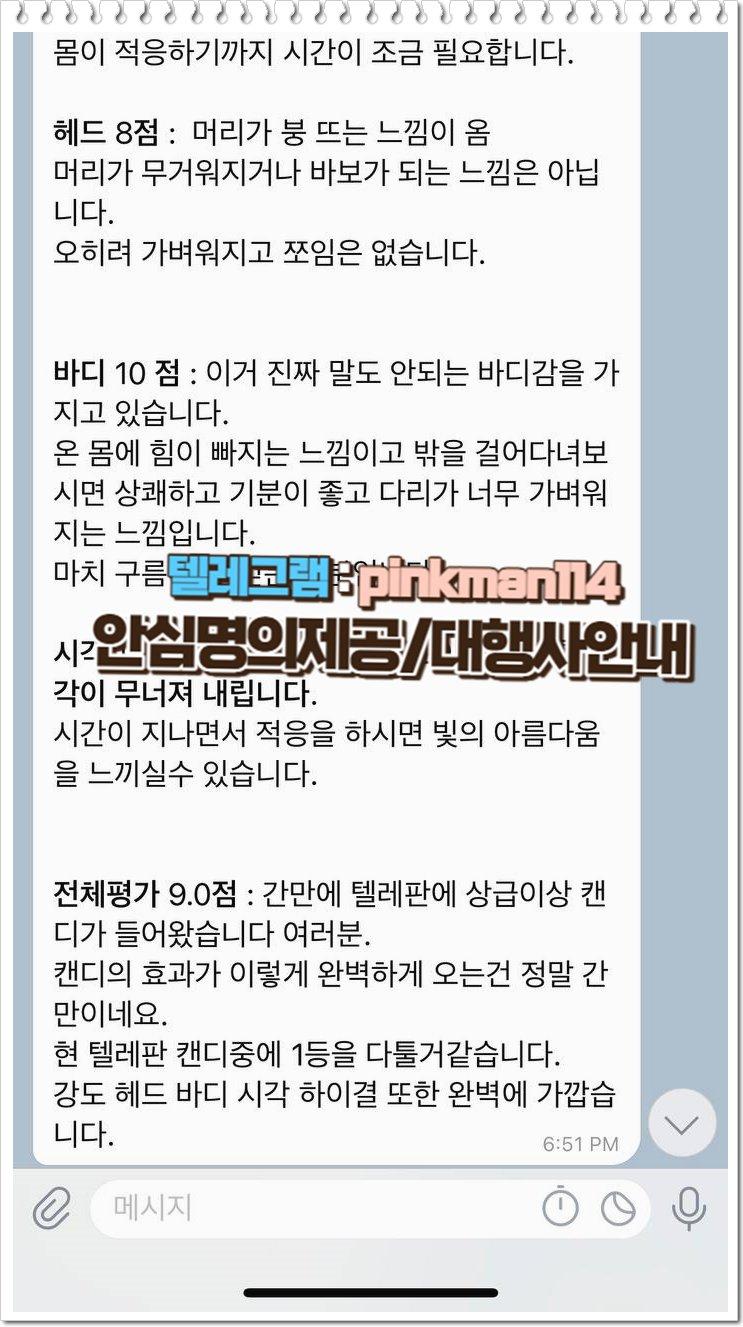 몸이 적응하기까지 시간이 조금 필요합니다.
헤드 8점 : 머리가 붕 뜨는 느낌이 옴
머리가 무거워지거나 바보가 되는 느낌은 아닙
니다.
오히려 가벼워지고 쪼임은 없습니다.
바디 10 점 : 이거 진짜 말도 안되는 바디감을 가
지고 있습니다.
온 몸에 힘이 빠지는 느낌이고 밖을 걸어다녀보
시면 상쾌하고 기분이 좋고 다리가 너무 가벼워
지는 느낌입니다.
마치 구름
텔레그램 : pinkman114
안심명의제공/대행사안내
각이 무너져 내립니다.
시간이 지나면서 적응을 하시면 빛의 아름다움
을 느끼실수 있습니다.
전체평가 9.0점 : 간만에 텔레판에 상급이상 캔
디가 들어왔습니다 여러분.
캔디의 효과가 이렇게 완벽하게 오는건 정말 간
만이네요.
현 텔레판 캔디중에 1등을 다툴거같습니다.
강도 헤드 바디 시각 하이결 또한 완벽에 가깝습
니다.
6:51 PM
메시지